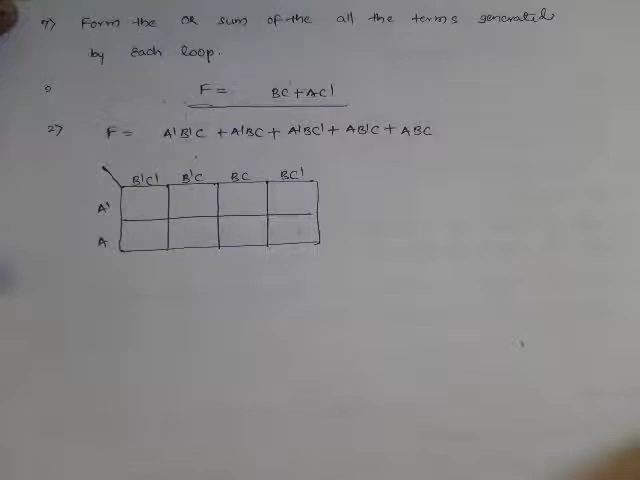 7) Form the OR sum of the all the terms generated
by each loop.
F = BC + AC'
2) F = A'B'C + A'BC + A'BC' + AB'C + ABC
B'C' B'C BC BC'
A'
A